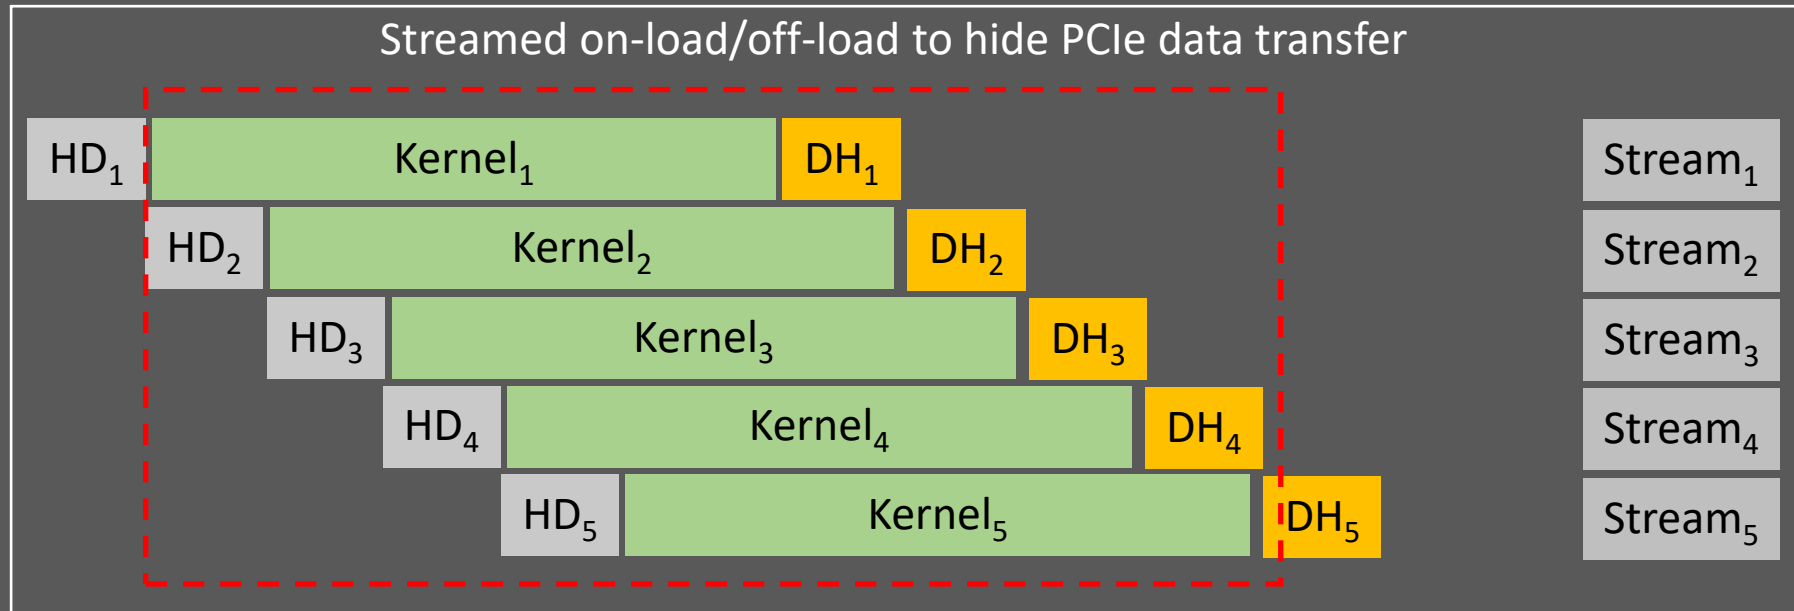 Streamed on-load/off-load to hide PCIe data transfer
HD₁ Kernel₁ DH₁ Stream₁
HD₂ Kernel₂ DH₂ Stream₂
HD₃ Kernel₃ DH₃ Stream₃
HD₄ Kernel₄ DH₄ Stream₄
HD₅ Kernel₅ DH₅ Stream₅